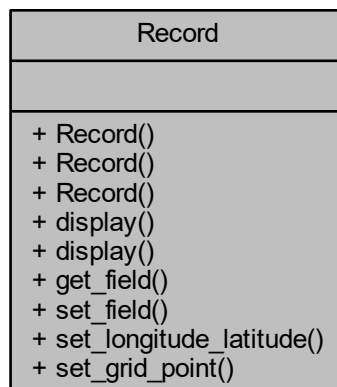 Record
+ Record()
+ Record()
+ Record()
+ display()
+ display()
+ get_field()
+ set_field()
+ set_longitude_latitude()
+ set_grid_point()